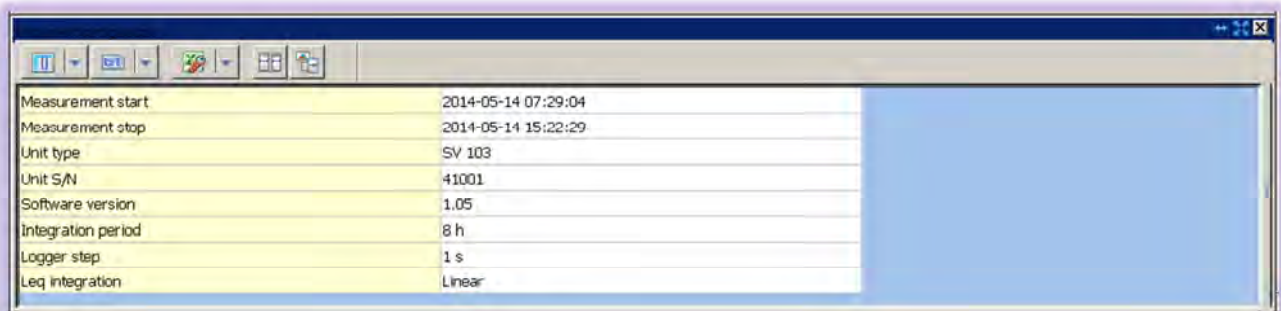 Measurement start 2014-05-14 07:29:04
Measurement stop 2014-05-14 15:22:29
Unit type SV 103
Unit S/N 41001
Software version 1.05
Integration period 8 h
Logger step 1 s
Leq integration Linear